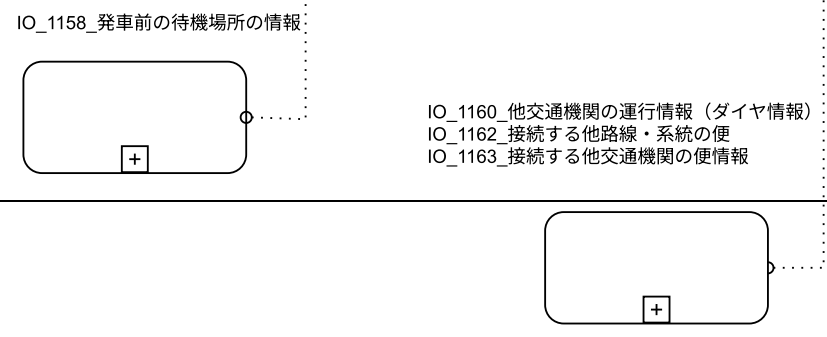 IO_1158_発車前の待機場所の情報
IO_1160_他交通機関の運行情報（ダイヤ情報）
IO_1162_接続する他路線・系統の便
IO_1163_接続する他交通機関の便情報